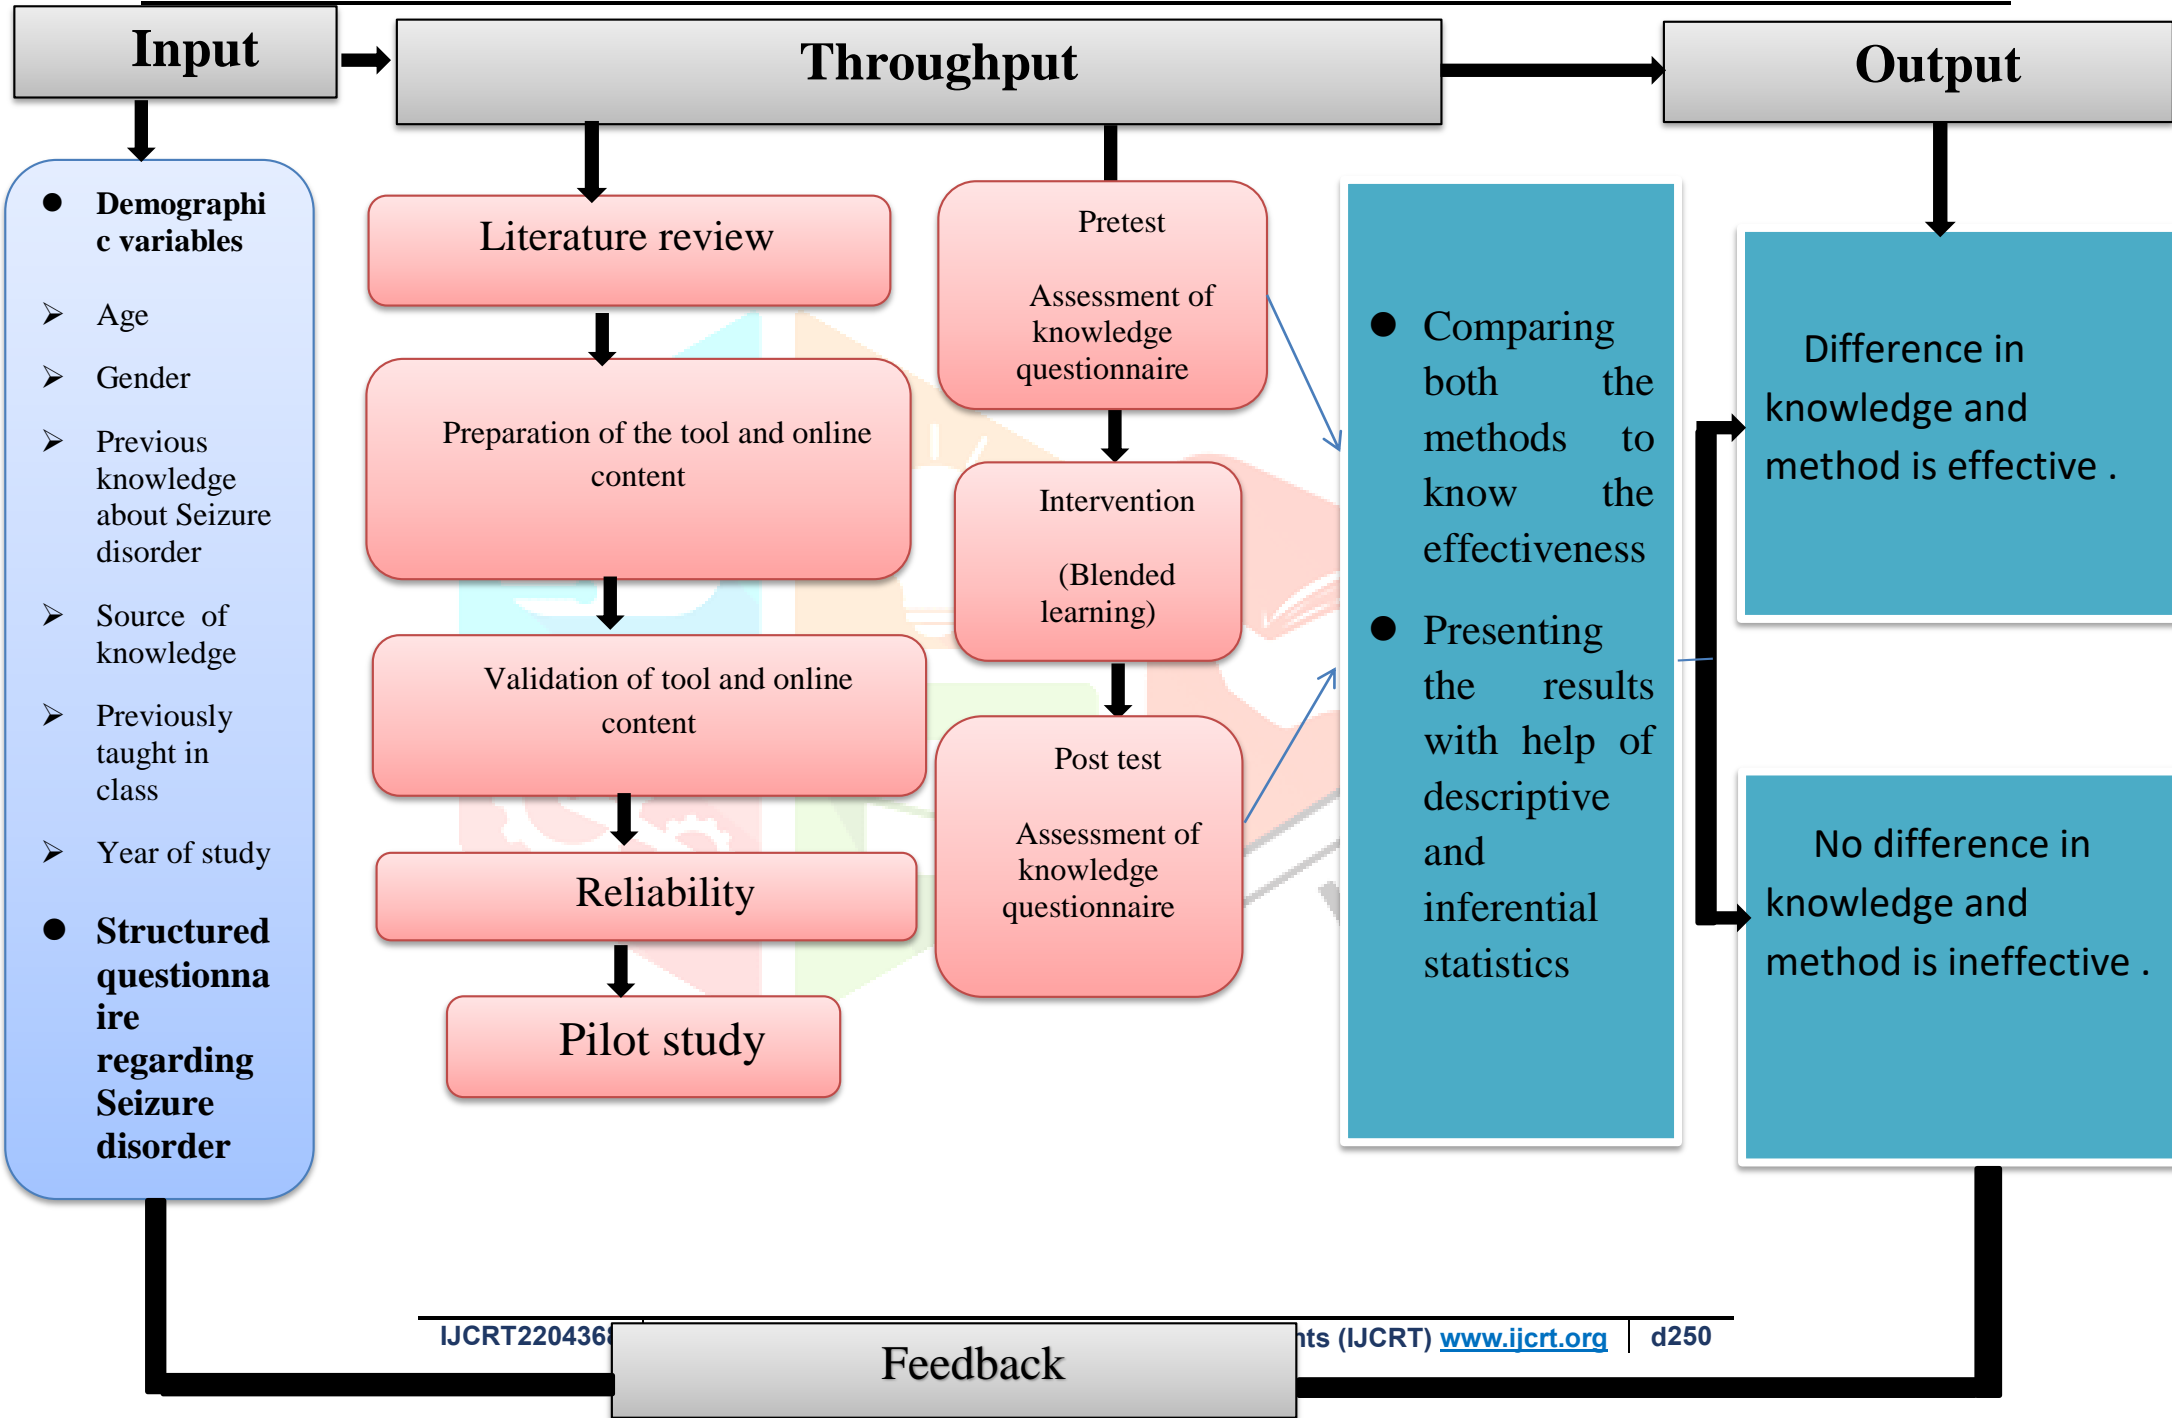 Input
Throughput
Output
● Demographi
c variables
➢ Age
➢ Gender
➢ Previous
knowledge
about Seizure
disorder
➢ Source of
knowledge
➢ Previously
taught in
class
➢ Year of study
● Structured
questionna
ire
regarding
Seizure
disorder
Literature review
Preparation of the tool and online
content
Validation of tool and online
content
Reliability
Pilot study
Pretest
Assessment of
knowledge
questionnaire
Intervention
(Blended
learning)
Post test
Assessment of
knowledge
questionnaire
● Comparing
both the
methods to
know the
effectiveness
● Presenting
the results
with help of
descriptive
and
inferential
statistics
Difference in
knowledge and
method is effective .
No difference in
knowledge and
method is ineffective .
(IJCRT) www.ijcrt.org | d250
Feedback